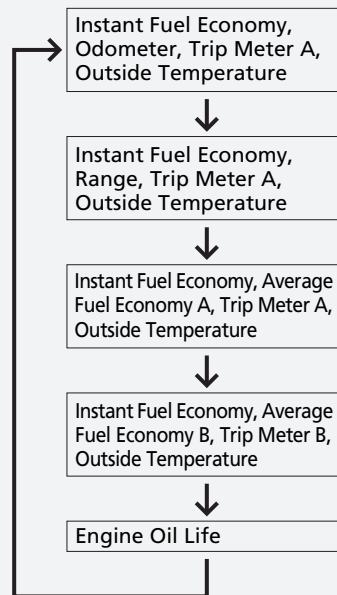 Instant Fuel Economy,
Odometer, Trip Meter A,
Outside Temperature
Instant Fuel Economy,
Range, Trip Meter A,
Outside Temperature
Instant Fuel Economy, Average
Fuel Economy A, Trip Meter A,
Outside Temperature
Instant Fuel Economy, Average
Fuel Economy B, Trip Meter B,
Outside Temperature
Engine Oil Life